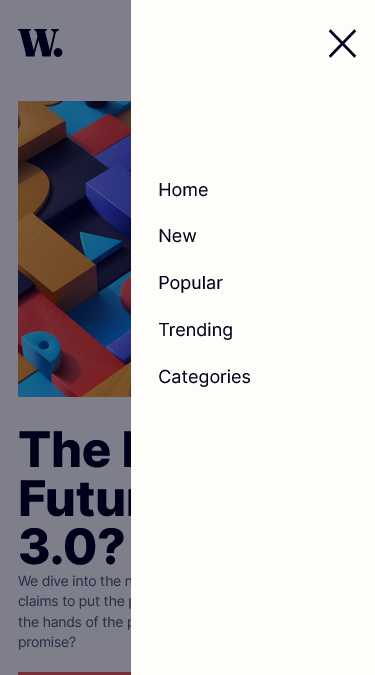 W.
Home
New
Popular
Trending
Categories
The
Futu
3.0?
We dive into the
claims to put the
the hands of the
promise?